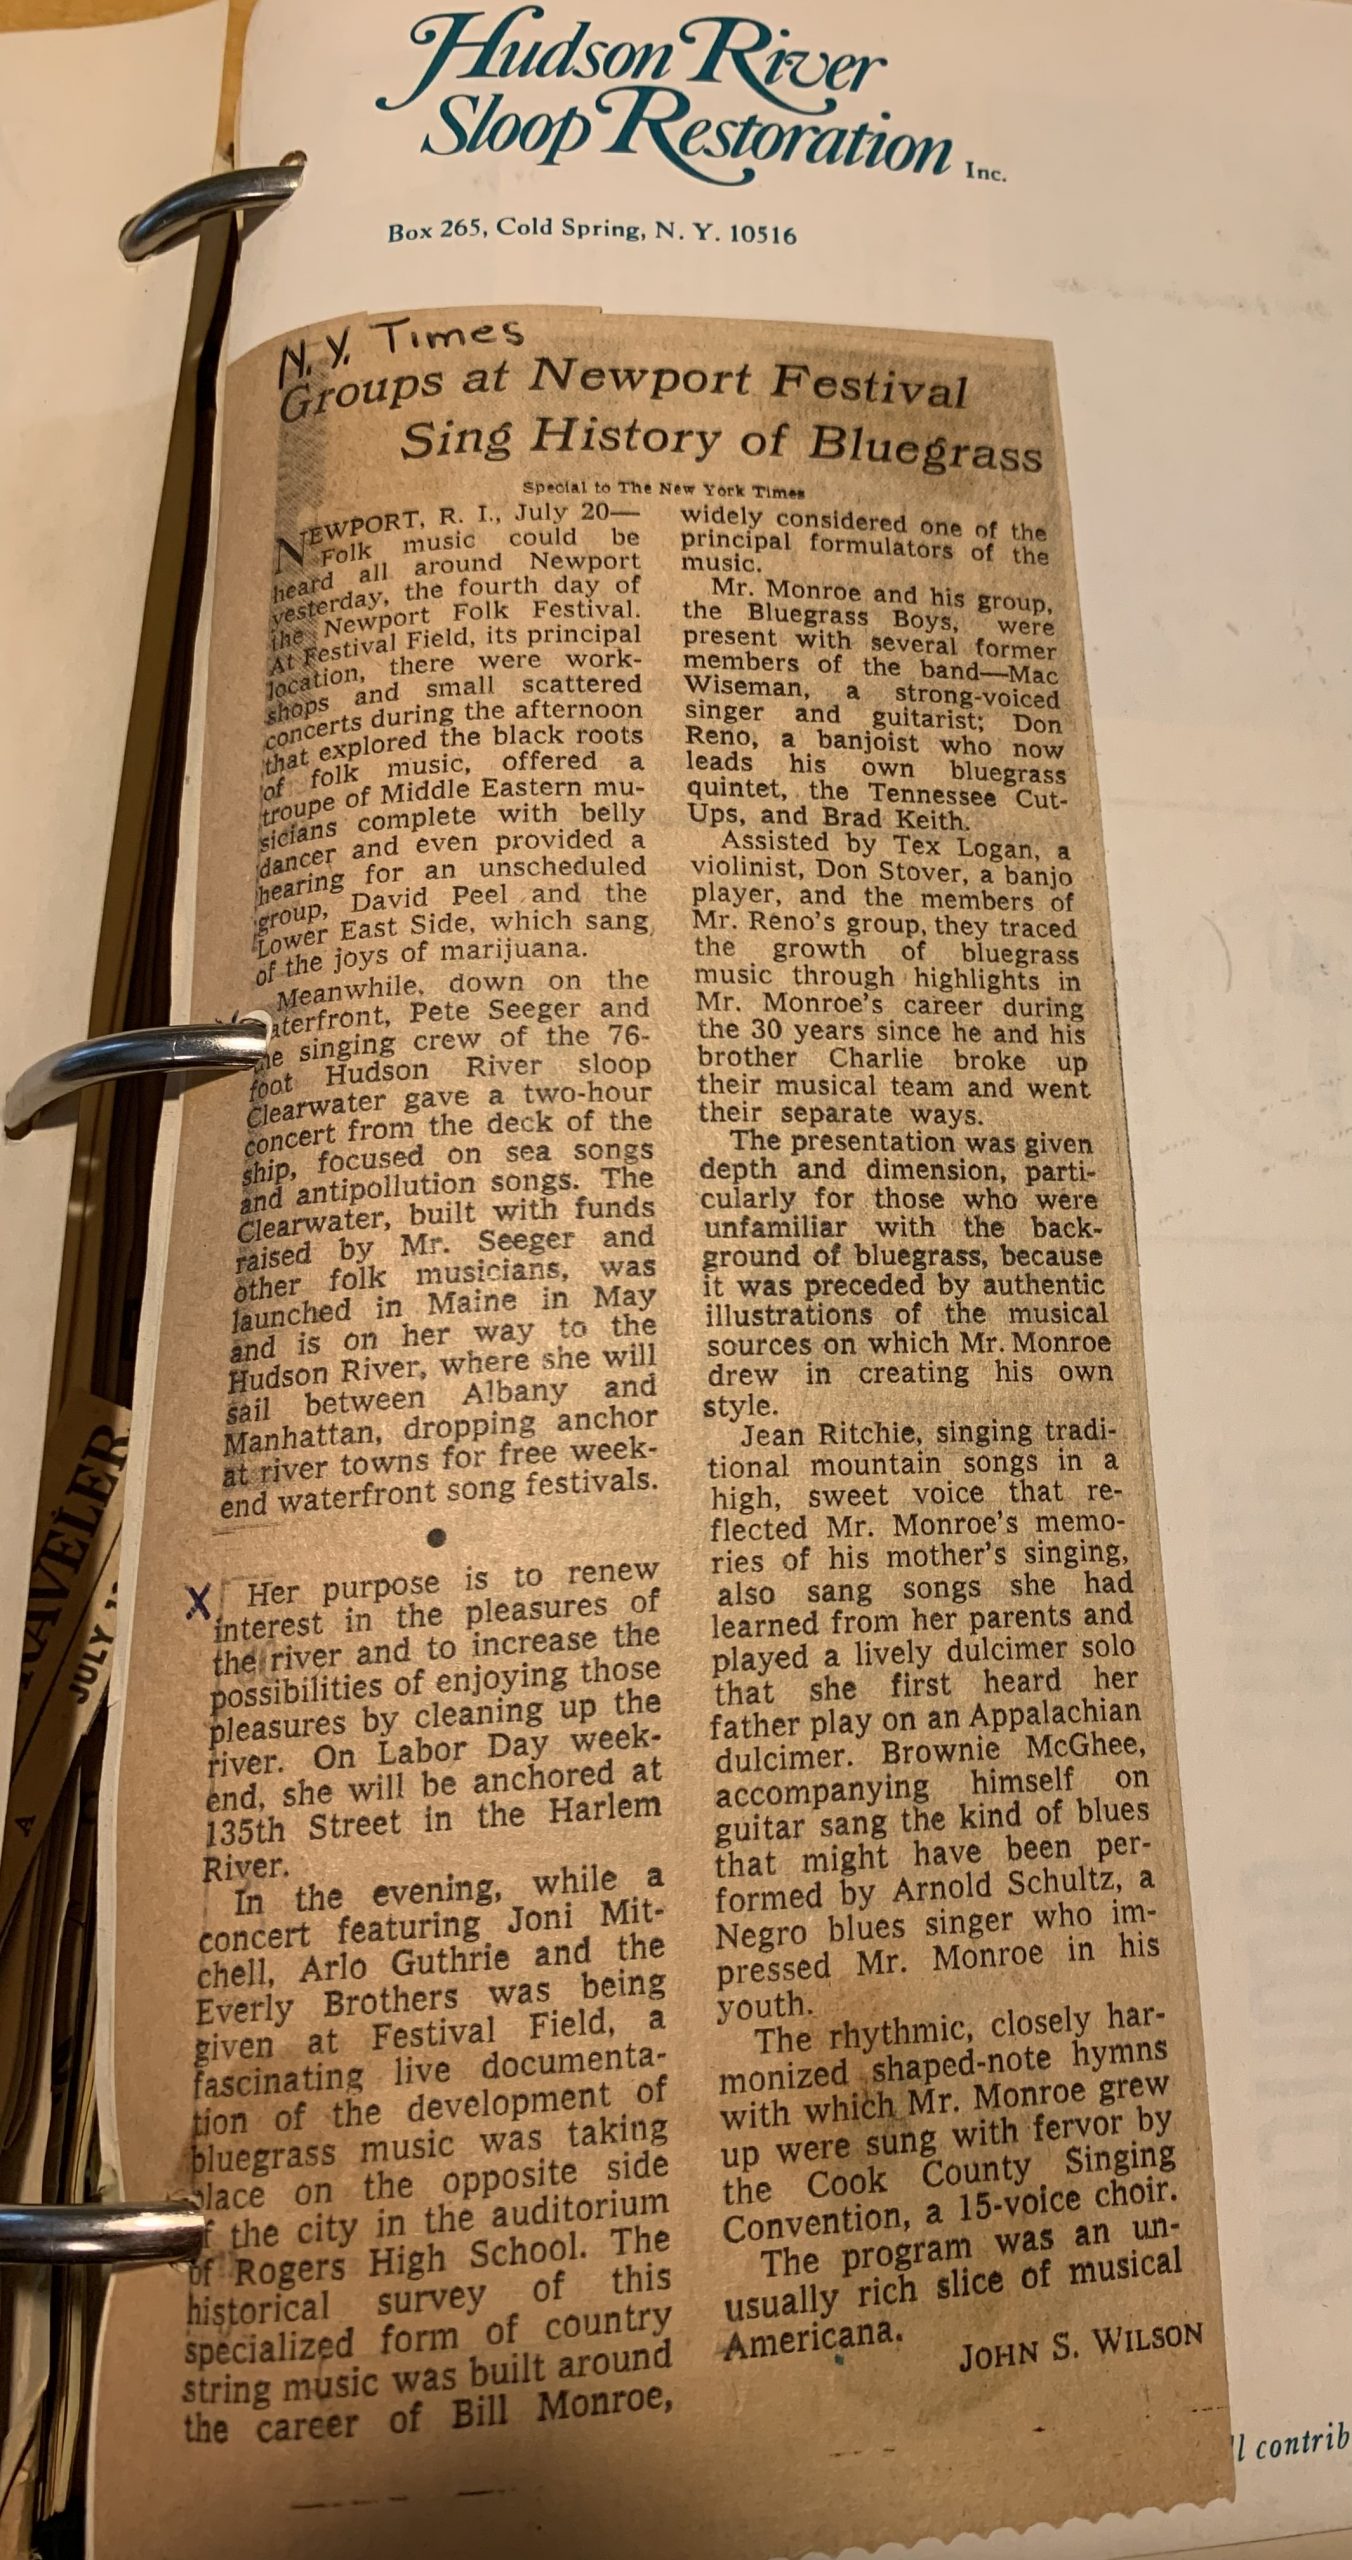 Hudson River
Sloop Restoration Inc.
Box 265, Cold Spring, N. Y. 10516
N.Y. Times
Groups at Newport Festival
Sing History of Bluegrass
Special to The New York Times
NEWPORT, R. I., July 20—
Folk music could be
heard all around Newport
yesterday, the fourth day of
the Newport Folk Festival.
At Festival Field, its principal
location, there were work-
shops and small scattered
concerts during the afternoon
that explored the black roots
of folk music, offered a
troupe of Middle Eastern mu-
sicians complete with belly
dancer and even provided a
hearing for an unscheduled
group, David Peel and the
Lower East Side, which sang
of the joys of marijuana.
Meanwhile, down on the
aterfront, Pete Seeger and
he singing crew of the 76-
foot Hudson River sloop
Clearwater gave a two-hour
concert from the deck of the
ship, focused on sea songs
and antipollution songs. The
Clearwater, built with funds
raised by Mr. Seeger and
other folk musicians, was
launched in Maine in May
and is on her way to the
Hudson River, where she will
sail between Albany and
Manhattan, dropping anchor
at river towns for free week-
end waterfront song festivals.
●
X Her purpose is to renew
interest in the pleasures of
the river and to increase the
possibilities of enjoying those
pleasures by cleaning up the
river. On Labor Day week-
end, she will be anchored at
135th Street in the Harlem
River.
In the evening, while a
concert featuring Joni Mit-
chell, Arlo Guthrie and the
Everly Brothers was being
given at Festival Field, a
fascinating live documenta-
tion of the development of
bluegrass music was taking
place on the opposite side
of the city in the auditorium
of Rogers High School. The
historical survey of this
specialized form of country
string music was built around
the career of Bill Monroe,
widely considered one of the
principal formulators of the
music.
Mr. Monroe and his group,
the Bluegrass Boys, were
present with several former
members of the band—Mac
Wiseman, a strong-voiced
singer and guitarist; Don
Reno, a banjoist who now
leads his own bluegrass
quintet, the Tennessee Cut-
Ups, and Brad Keith.
Assisted by Tex Logan, a
violinist, Don Stover, a banjo
player, and the members of
Mr. Reno's group, they traced
the growth of bluegrass
music through highlights in
Mr. Monroe's career during
the 30 years since he and his
brother Charlie broke up
their musical team and went
their separate ways.
The presentation was given
depth and dimension, parti-
cularly for those who were
unfamiliar with the back-
ground of bluegrass, because
it was preceded by authentic
illustrations of the musical
sources on which Mr. Monroe
drew in creating his own
style.
Jean Ritchie, singing tradi-
tional mountain songs in a
high, sweet voice that re-
flected Mr. Monroe's memo-
ries of his mother's singing,
also sang songs she had
learned from her parents and
played a lively dulcimer solo
that she first heard her
father play on an Appalachian
dulcimer. Brownie McGhee,
accompanying himself on
guitar sang the kind of blues
that might have been per-
formed by Arnold Schultz, a
Negro blues singer who im-
pressed Mr. Monroe in his
youth.
The rhythmic, closely har-
monized shaped-note hymns
with which Mr. Monroe grew
up were sung with fervor by
the Cook County Singing
Convention, a 15-voice choir.
The program was an un-
usually rich slice of musical
Americana.
JOHN S. WILSON
RAVELER
JULY
A
ll contrib